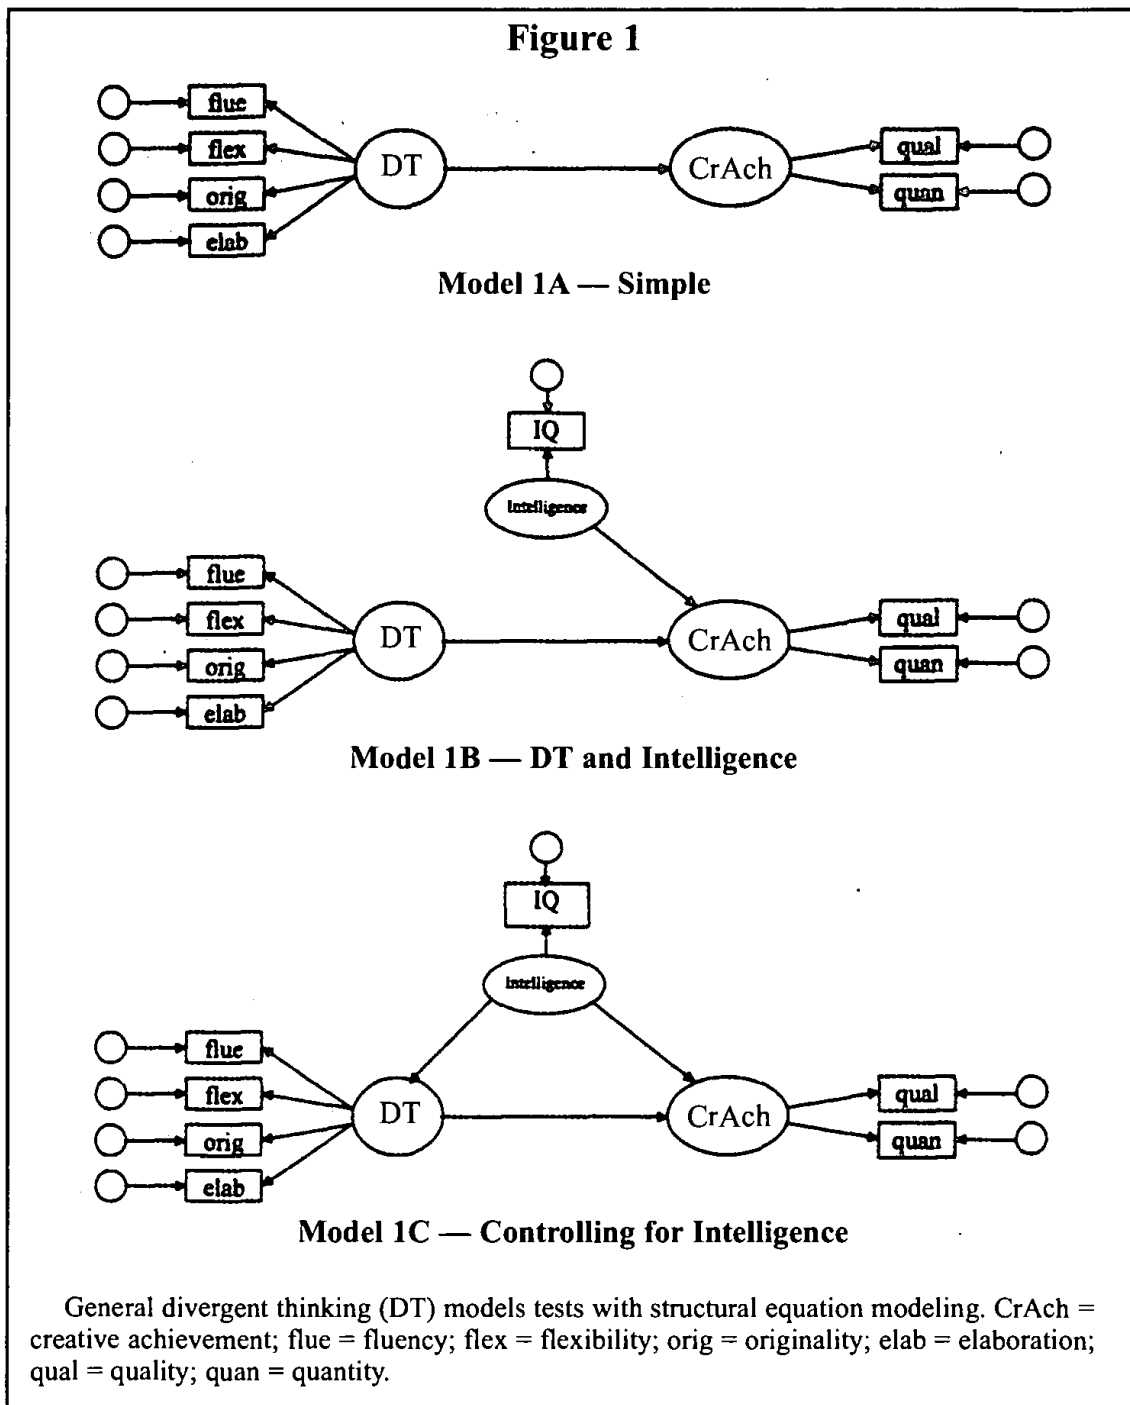 Figure 1
flue
flex
orig
elab
DT
CrAch
qual
quan
Model 1A — Simple
IQ
Intelligence
flue
flex
orig
elab
DT
CrAch
qual
quan
Model 1B — DT and Intelligence
IQ
Intelligence
flue
flex
orig
elab
DT
CrAch
qual
quan
Model 1C — Controlling for Intelligence
General divergent thinking (DT) models tests with structural equation modeling. CrAch =
creative achievement; flue = fluency; flex = flexibility; orig = originality; elab = elaboration;
qual = quality; quan = quantity.